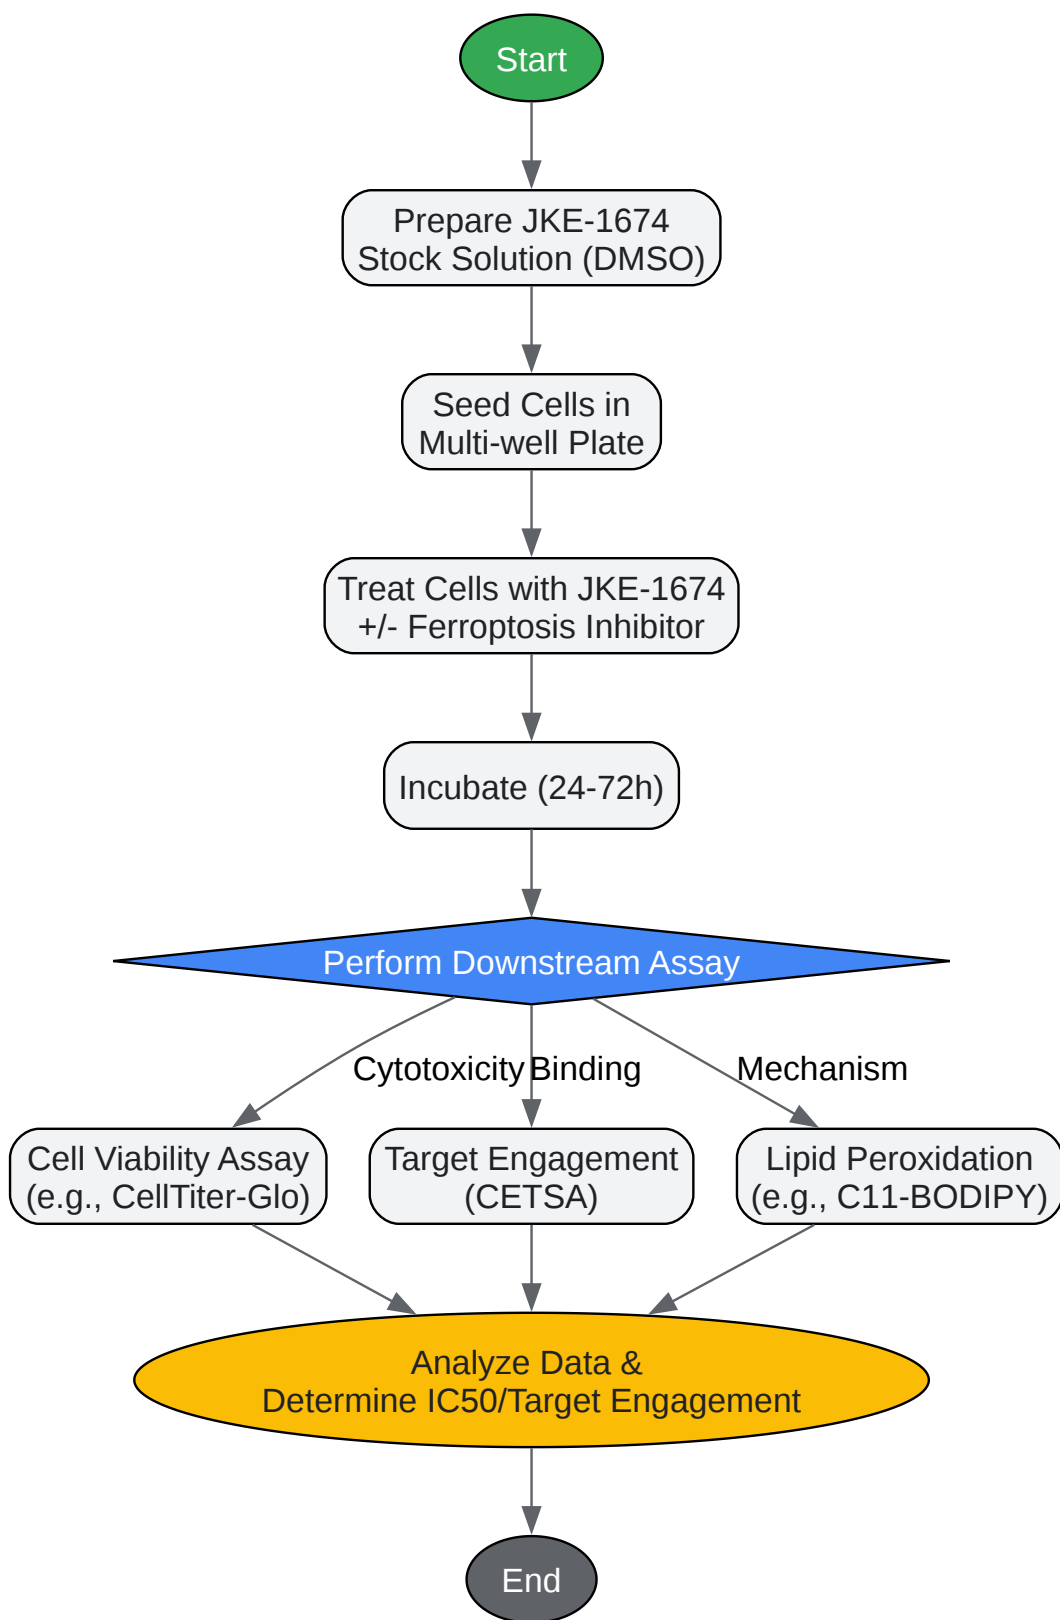 Start
Prepare JKE-1674
Stock Solution (DMSO)
Seed Cells in
Multi-well Plate
Treat Cells with JKE-1674
+/- Ferroptosis Inhibitor
Incubate (24-72h)
Perform Downstream Assay
Cytotoxicity
Binding
Mechanism
Cell Viability Assay
(e.g., CellTiter-Glo)
Target Engagement
(CETSA)
Lipid Peroxidation
(e.g., C11-BODIPY)
Analyze Data &
Determine IC50/Target Engagement
End